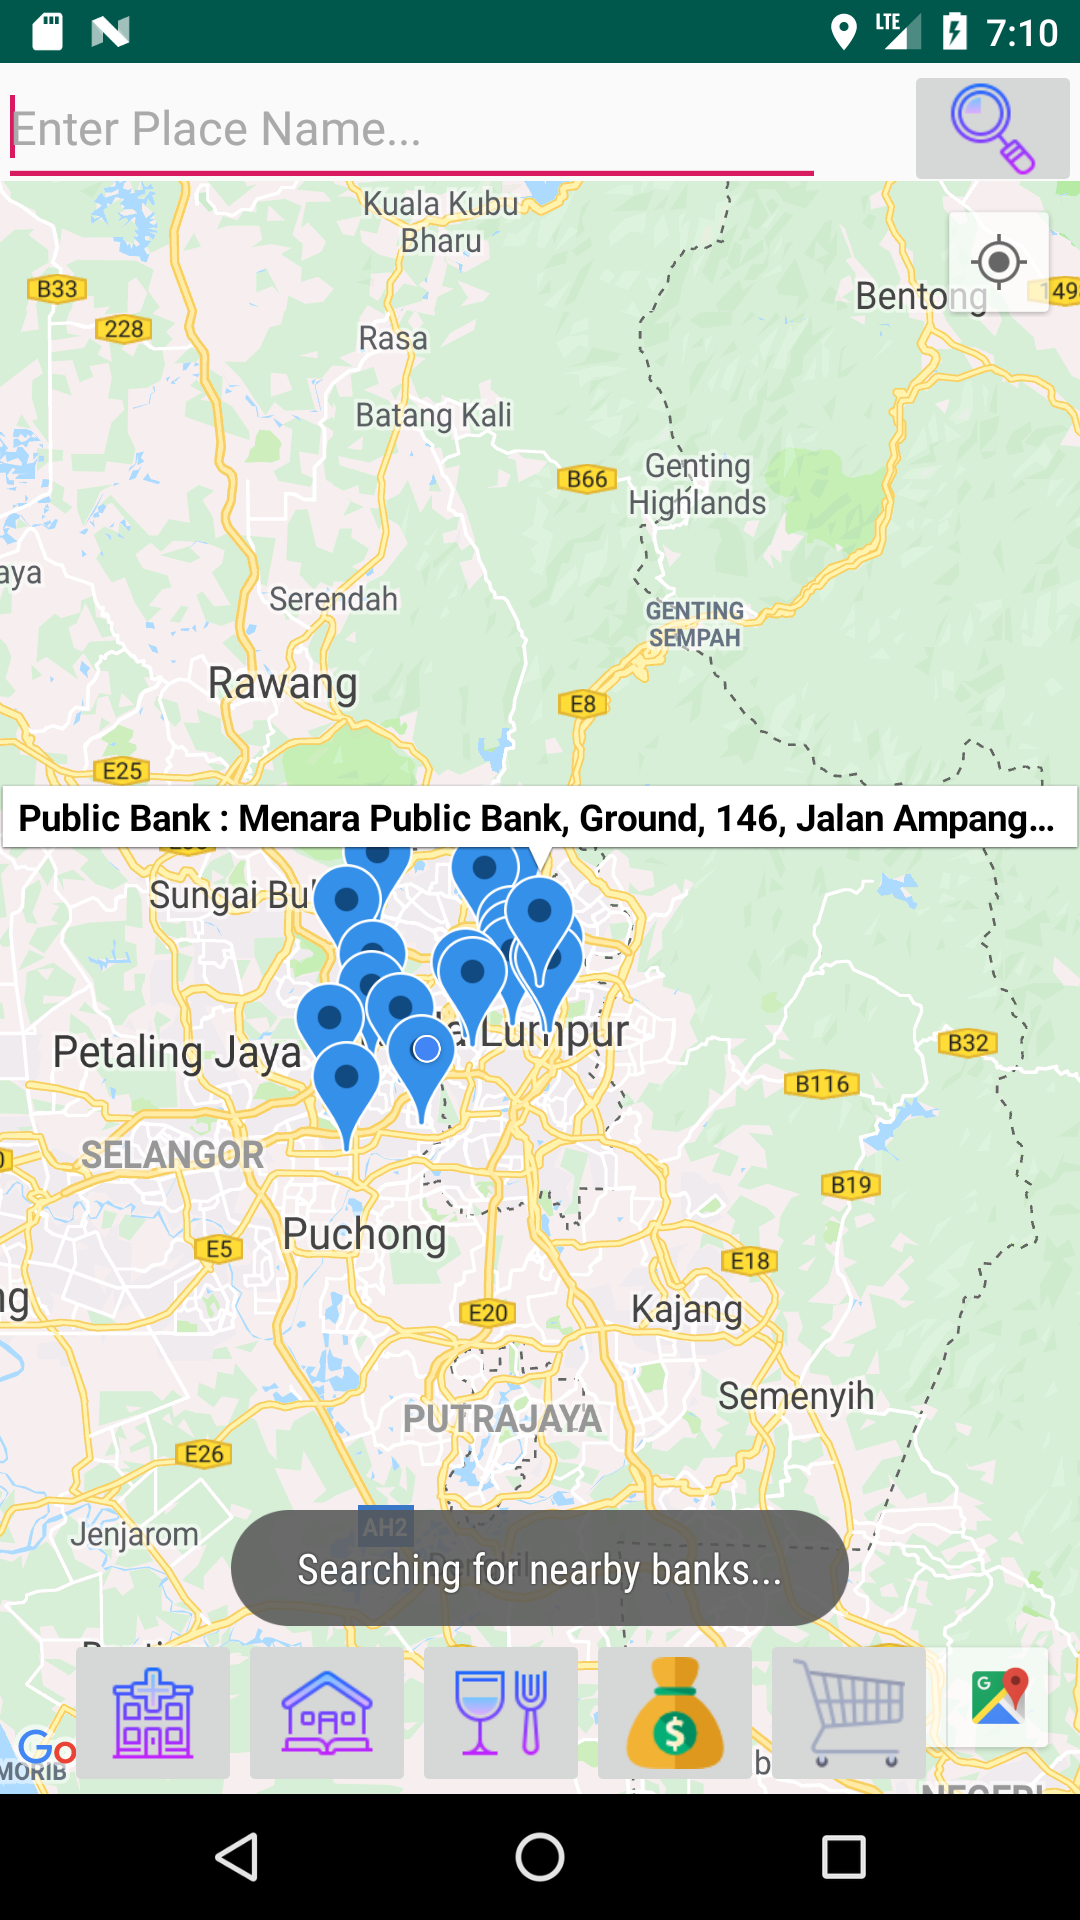 LTE 7:10
Enter Place Name...
Kuala Kubu
Bharu
B33
Bentong
149
228
Rasa
Batang Kali
Genting
Highlands
B66
aya
Serendah
GENTING
SEMPAH
Rawang
E8
E25
Public Bank : Menara Public Bank, Ground, 146, Jalan Ampang...
Sungai Bul
a Lumpur
Petaling Jaya
B32
B116
SELANGOR
B19
Puchong
E5
E18
ng
E20
Kajang
Semenyih
PUTRAJAYA
E26
AH2
Jenjarom
Searching for nearby banks...
G
Go
$
MORIB
b
NEGERI